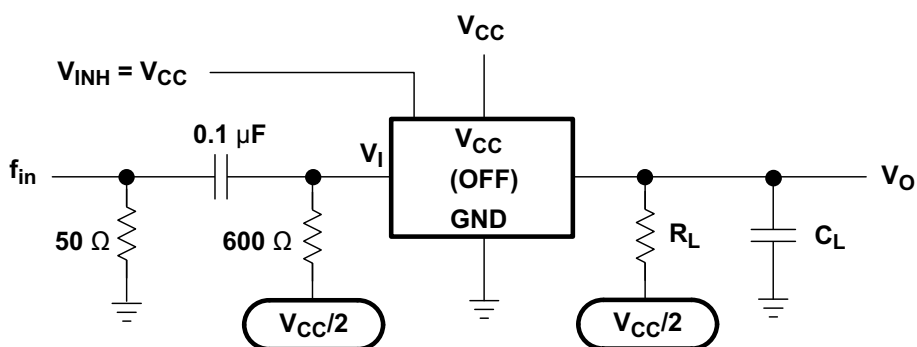 VCC
VINH = VCC
0.1 μF
fin
VI
VCC
(OFF)
GND
VO
50 Ω
600 Ω
RL
CL
VCC/2
VCC/2